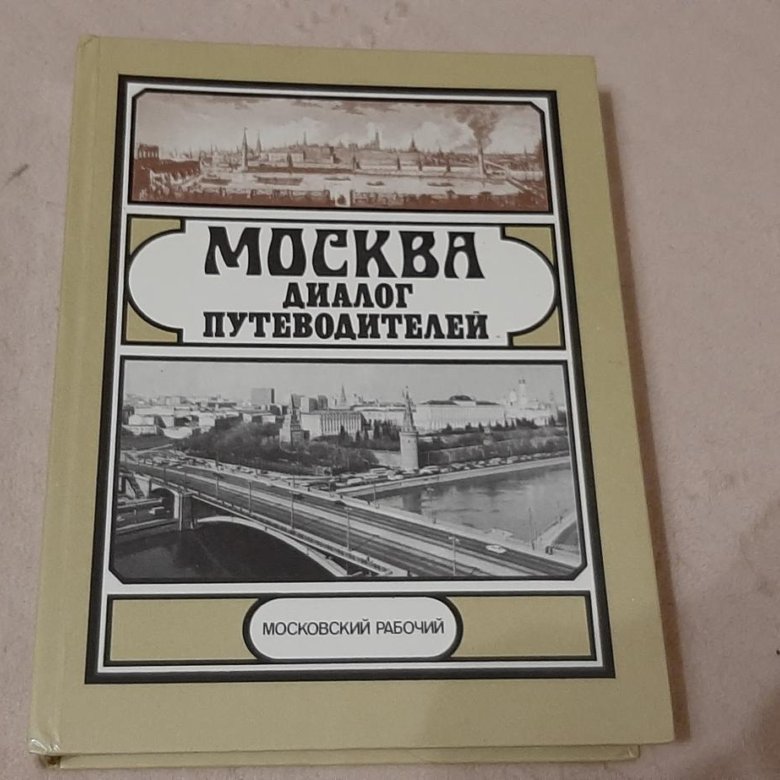 МОСКВА
ДИАЛОГ
ПУТЕВОДИТЕЛЕЙ
МОСКОВСКИЙ РАБОЧИЙ